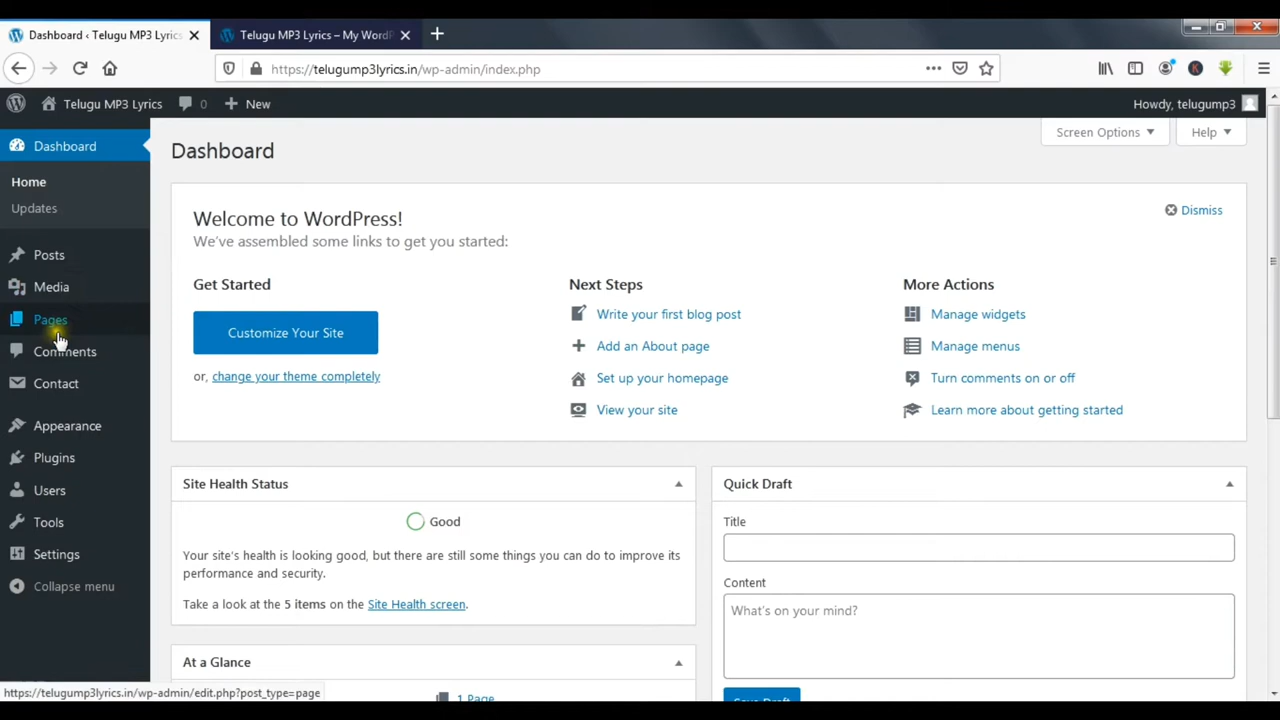 Dashboard ‹ Telugu MP3 Lyrics
Telugu MP3 Lyrics – My WordP
https://telugump3lyrics.in/wp-admin/index.php
Telugu MP3 Lyrics
0
New
Howdy, telugump3
Dashboard
Home
Updates
Posts
Media
Pages
Comments
Contact
Appearance
Plugins
Users
Tools
Settings
Collapse menu
Dashboard
Screen Options
Help
Welcome to WordPress!
We've assembled some links to get you started:
Dismiss
Get Started
Customize Your Site
or, change your theme completely
Next Steps
Write your first blog post
Add an About page
Set up your homepage
View your site
More Actions
Manage widgets
Manage menus
Turn comments on or off
Learn more about getting started
Site Health Status
Good
Your site's health is looking good, but there are still some things you can do to improve its
performance and security.
Take a look at the 5 items on the Site Health screen.
At a Glance
1 Page
Quick Draft
Title
Content
What's on your mind?
Save Draft
https://telugump3lyrics.in/wp-admin/edit.php?post_type=page